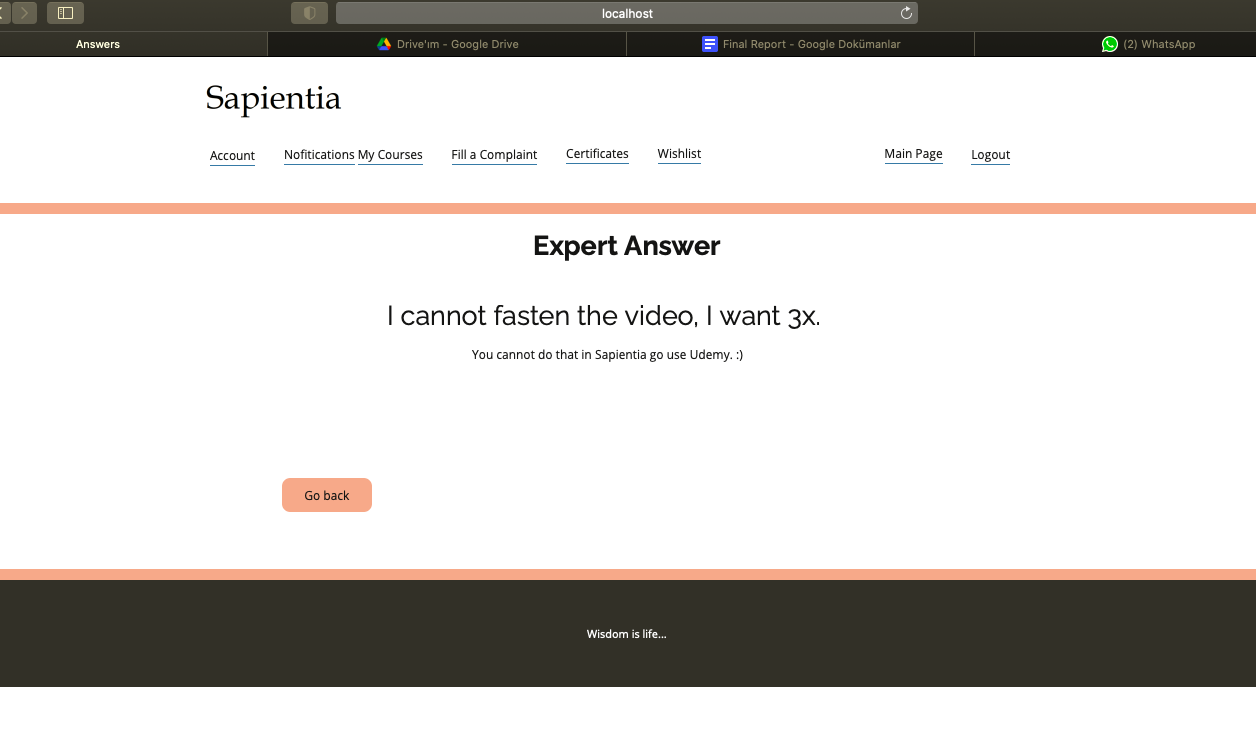 localhost
Answers
Drive'ım - Google Drive
Final Report - Google Dokümanlar
(2) WhatsApp
Sapientia
Account Nofitications My Courses Fill a Complaint Certificates Wishlist Main Page Logout
Expert Answer
I cannot fasten the video, I want 3x.
You cannot do that in Sapientia go use Udemy. :)
Go back
Wisdom is life...